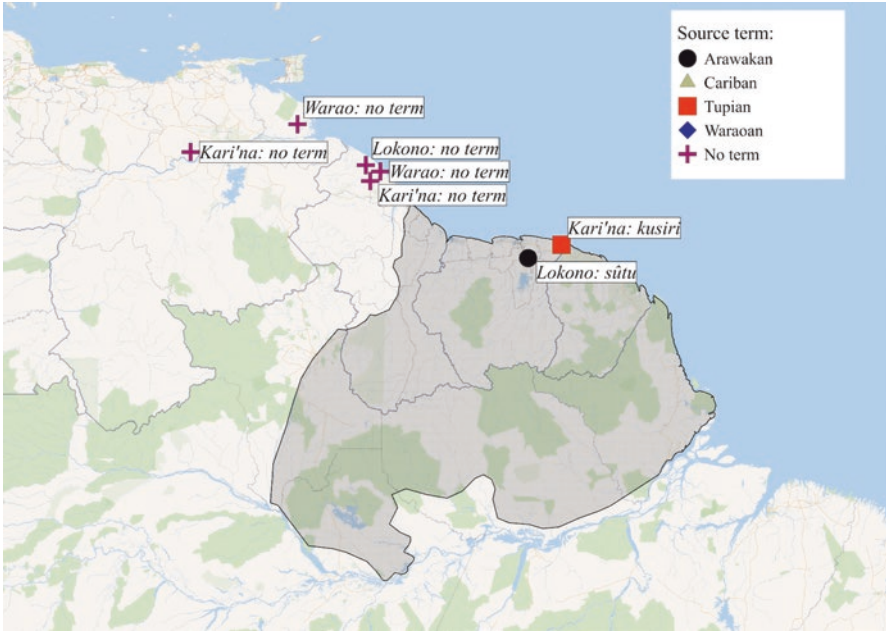 Source term:
Arawakan
Cariban
Tupian
Waraoan
No term
Warao: no term
Kari'na: no term
Lokono: no term
Warao: no term
Kari'na: no term
Kari'na: kusiri
Lokono: sûtu